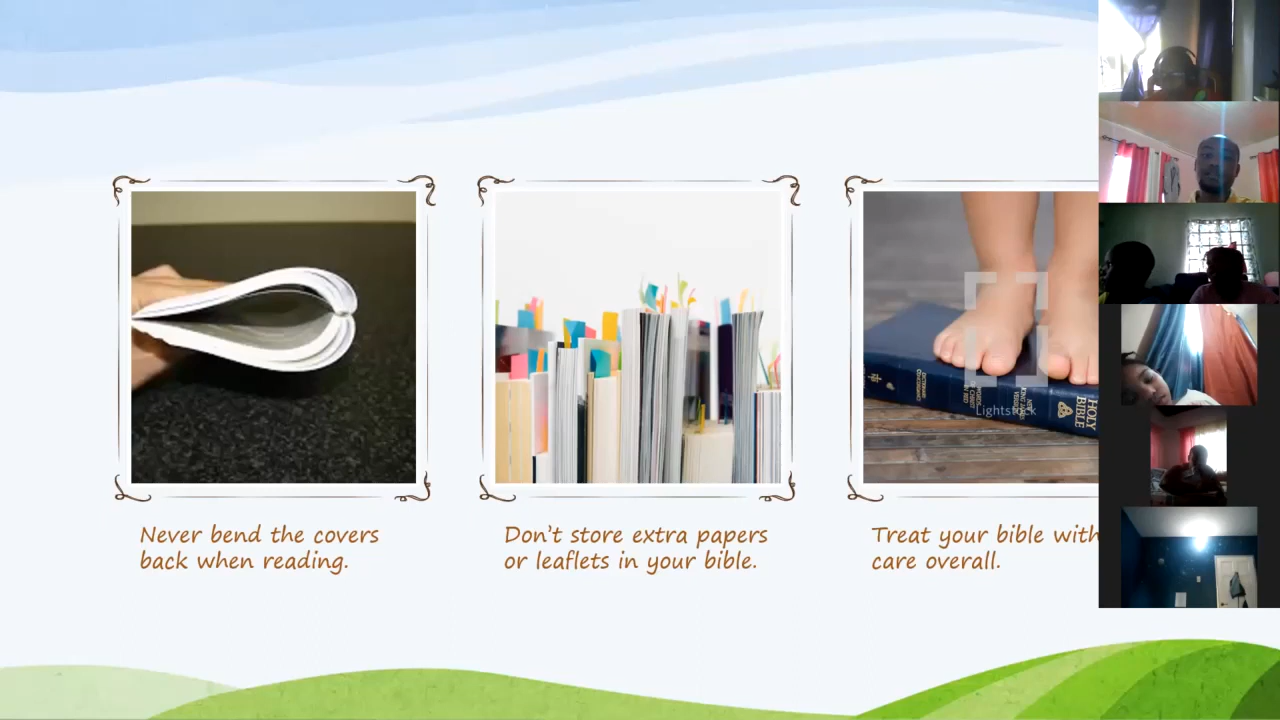 Never bend the covers
back when reading.
Don't store extra papers
or leaflets in your bible.
Treat your bible with
care overall.
HOLY
BIBLE
Lightstock